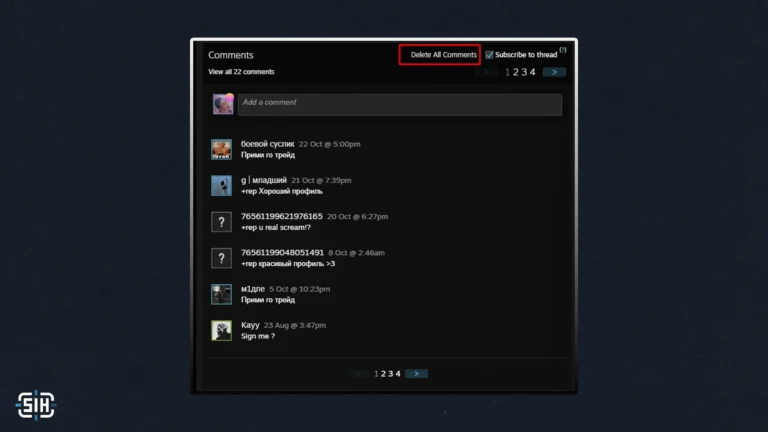 Comments
Delete All Comments
Subscribe to thread (?)
View all 22 comments
< 1 2 3 4 >
Add a comment
боевой суслик 22 Oct @ 5:00pm
Прими го трейд
g | младший 21 Oct @ 7:39pm
+rep Хороший профиль
? 76561199621976165 20 Oct @ 6:27pm
+rep u real scream!?
? 76561199048051491 8 Oct @ 2:46am
+rep красивый профиль >3
м1дпе 5 Oct @ 10:23pm
Прими го трейд
Kayy 23 Aug @ 3:47pm
Sign me ?
< 1 2 3 4 >
SIH